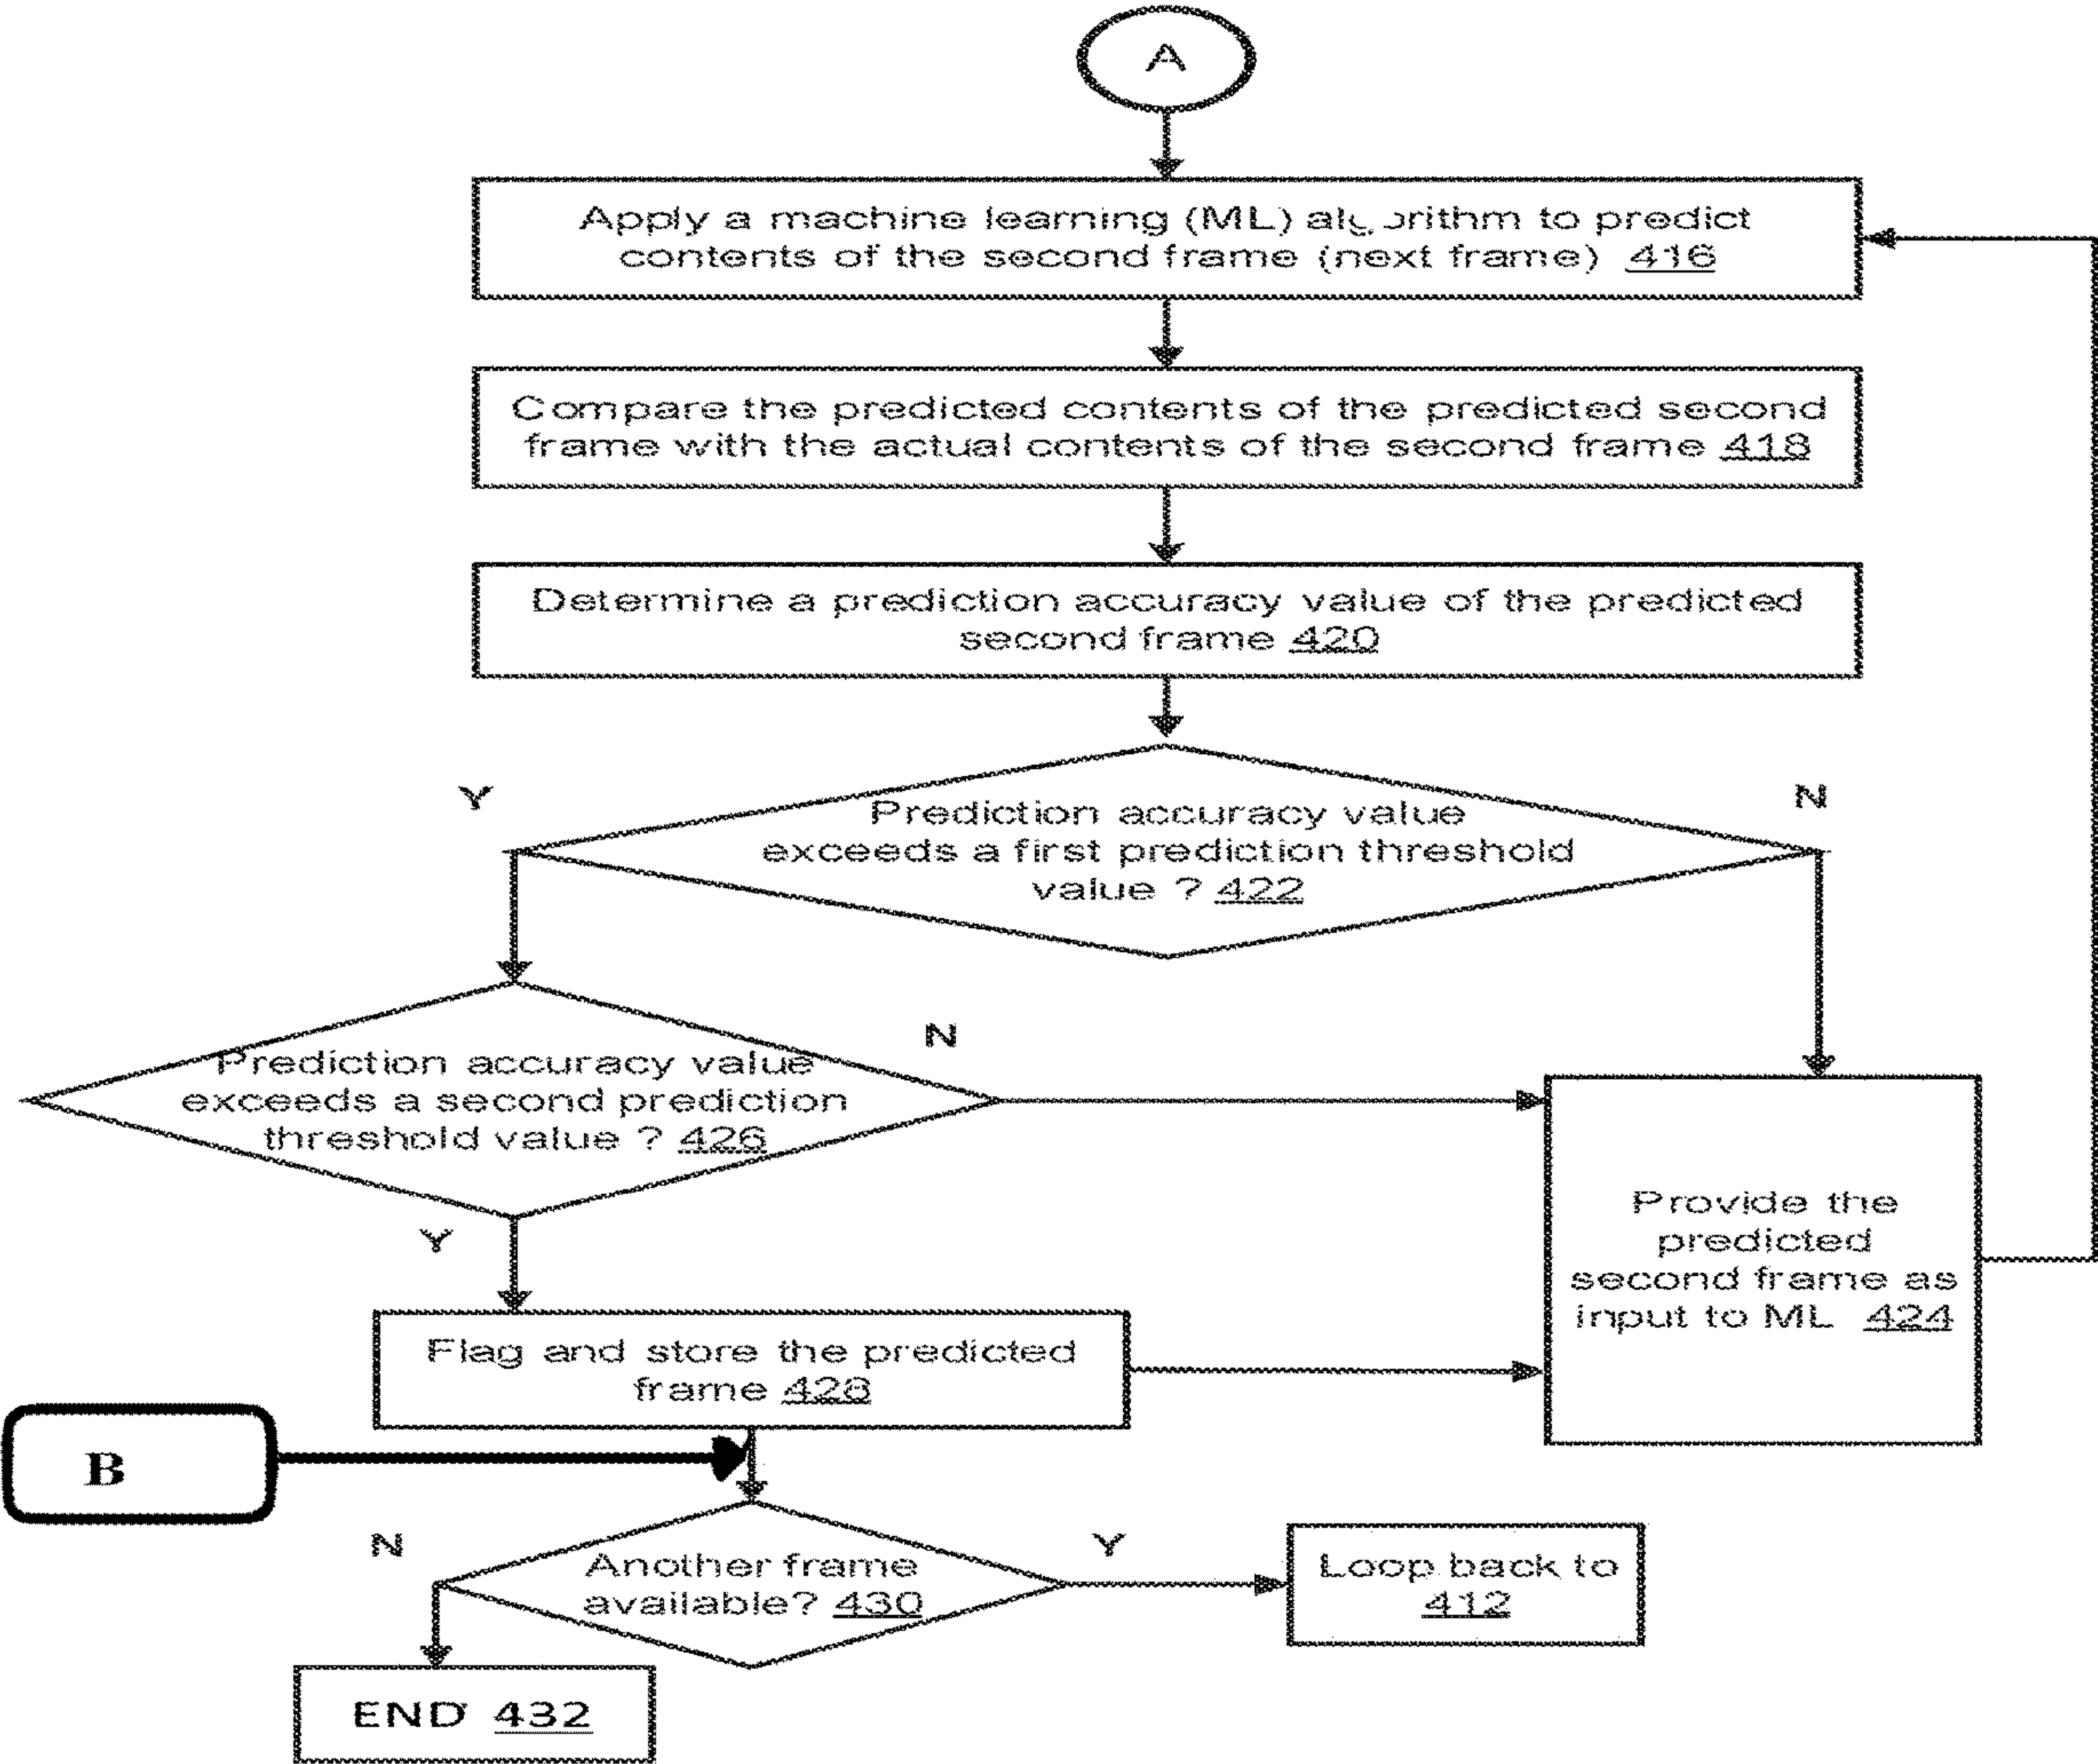 A
Apply a machine learning (ML) algorithm to predict
contents of the second frame (next frame) 416
Compare the predicted contents of the predicted second
frame with the actual contents of the second frame 418
Determine a prediction accuracy value of the predicted
second frame 420
Y
N
Prediction accuracy value
exceeds a first prediction threshold
value ? 422
N
Prediction accuracy value
exceeds a second prediction
threshold value ? 426
Y
Provide the
predicted
second frame as
input to ML 424
Flag and store the predicted
frame 428
B
N
Y
Another frame
available? 430
Loop back to
412
END 432